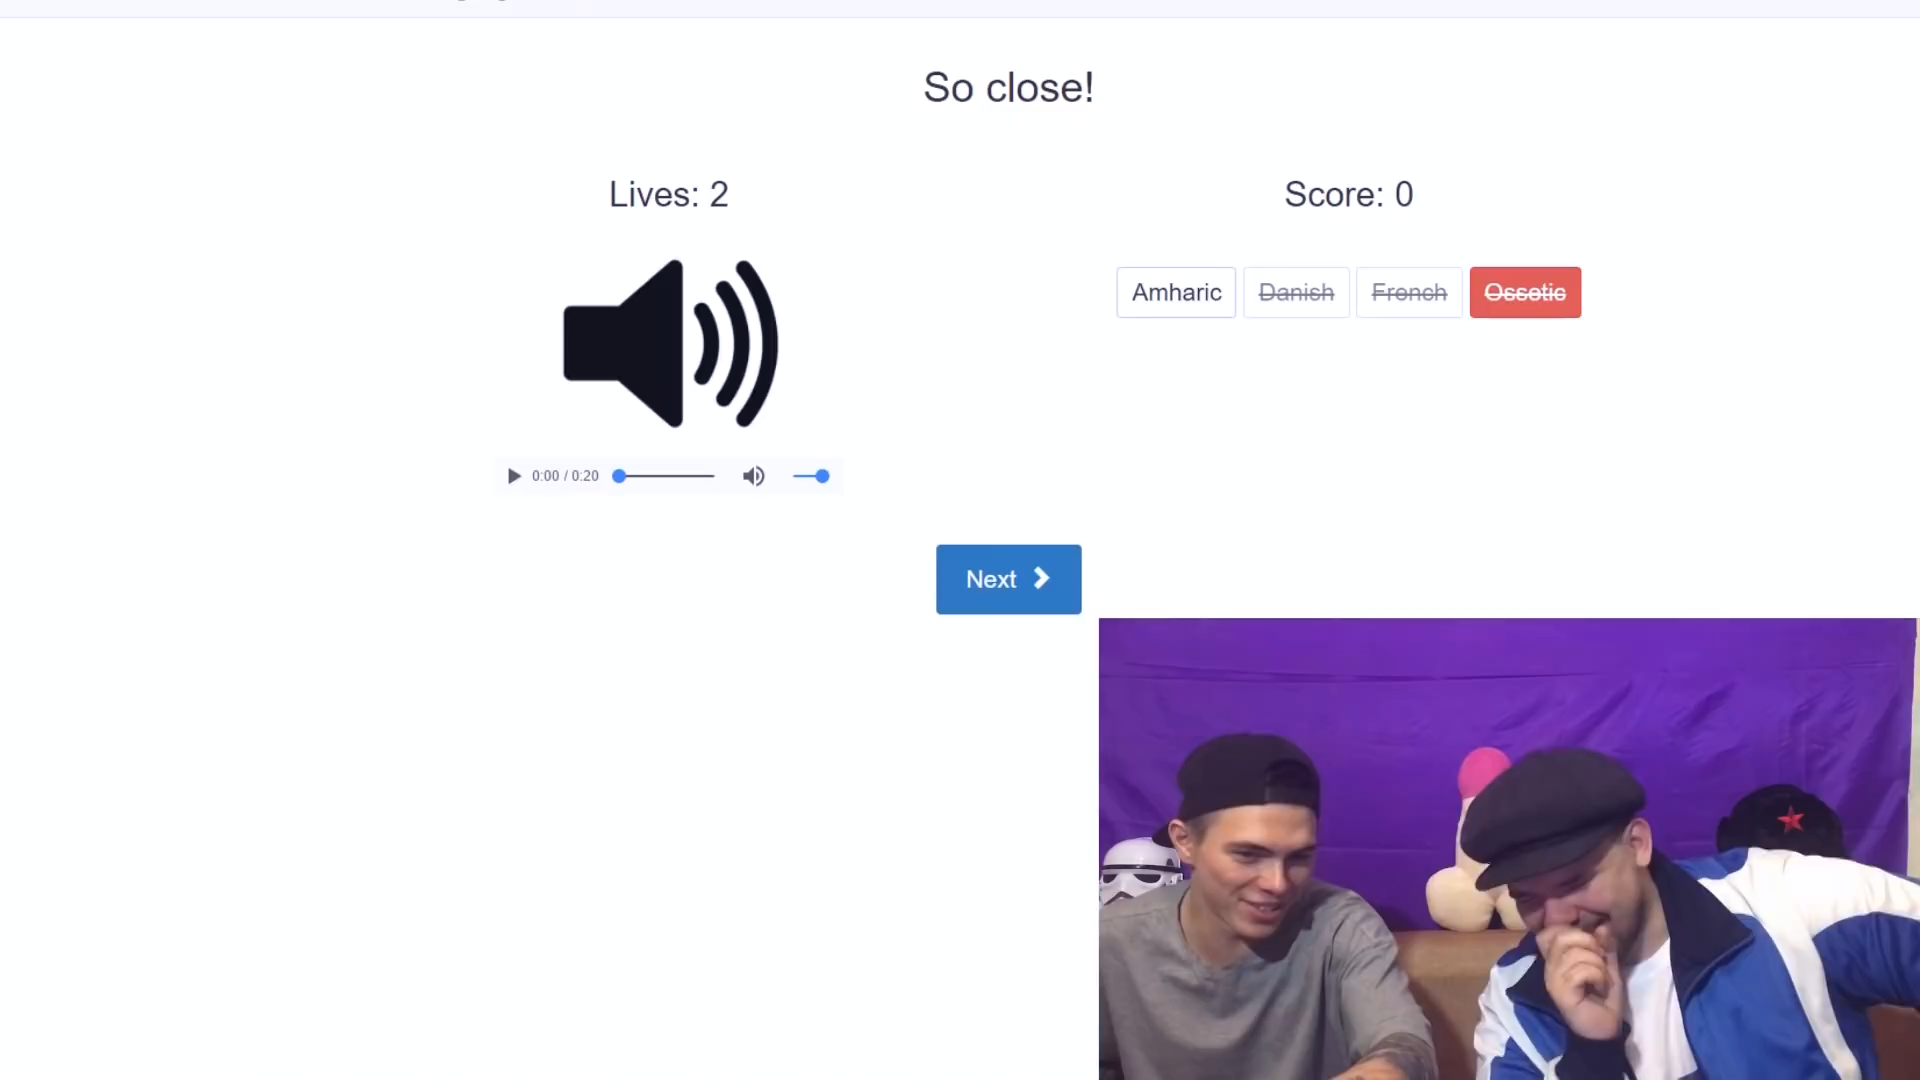 So close!
Lives: 2
Score: 0
Amharic Danish French Ossetic
0:00 / 0:20
Next